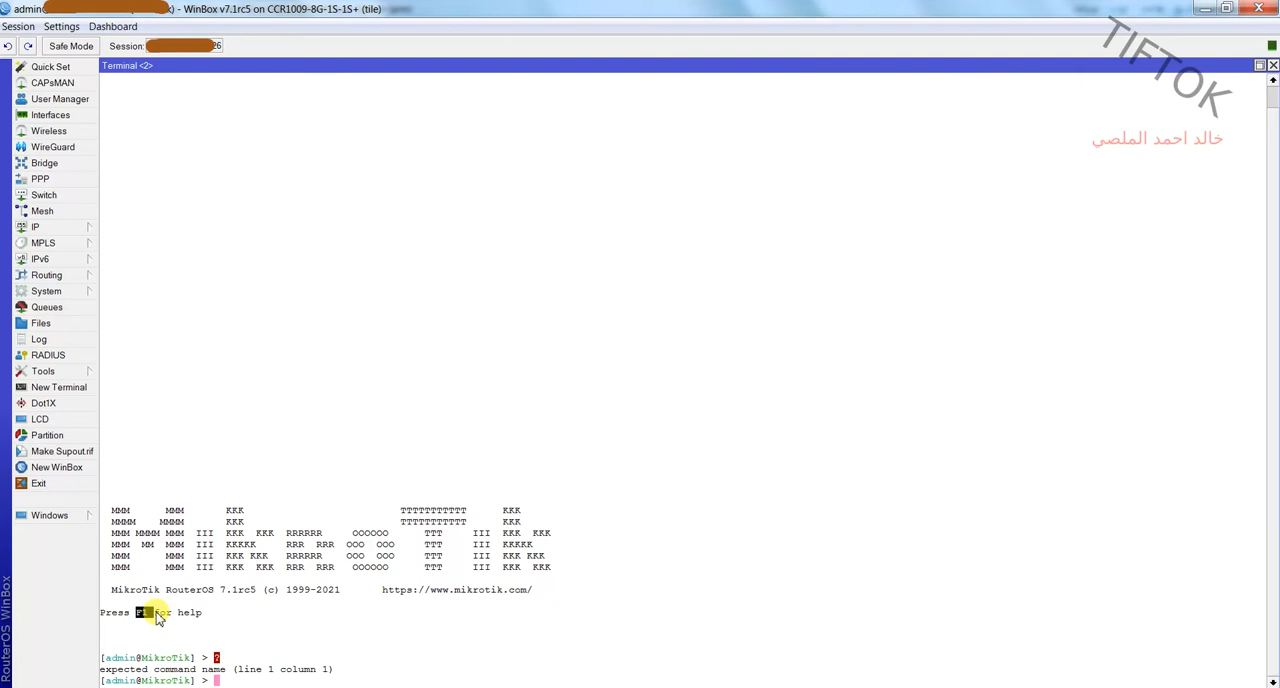 admin k) - WinBox v7.1rc5 on CCR1009-8G-1S-1S+ (tile)
Session Settings Dashboard
Safe Mode Session: 26
Terminal <2>
TIFTOK
خالد احمد الملصي
Quick Set
CAPsMAN
User Manager
Interfaces
Wireless
WireGuard
Bridge
PPP
Switch
Mesh
IP
MPLS
IPv6
Routing
System
Queues
Files
Log
RADIUS
Tools
New Terminal
Dot1X
LCD
Partition
Make Supout.rif
New WinBox
Exit
Windows
RouterOS WinBox
MMM MMM KKK TTTTTTTTTTT KKK
MMMM MMMM KKK TTTTTTTTTTT KKK
MMM MMMM MMM III KKK KKK RRRRRR OOOOOO TTT III KKK KKK
MMM MM MMM III KKKKK RRR RRR OOO OOO TTT III KKKKK
MMM MMM III KKK KKK RRRRRR OOO OOO TTT III KKK KKK
MMM MMM III KKK KKK RRR RRR OOOOOO TTT III KKK KKK
MikroTik RouterOS 7.1rc5 (c) 1999-2021 https://www.mikrotik.com/
Press F1 for help
[admin@MikroTik] > ?
expected command name (line 1 column 1)
[admin@MikroTik] >